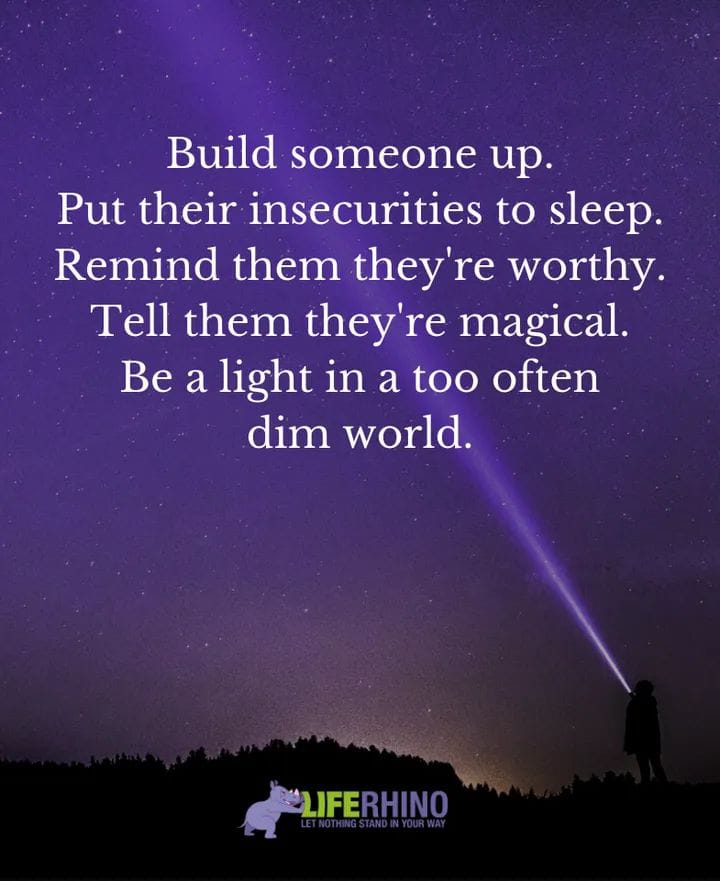 Build someone up.
Put their insecurities to sleep.
Remind them they're worthy.
Tell them they're magical.
Be a light in a too often
dim world.
LIFERHINO
LET NOTHING STAND IN YOUR WAY